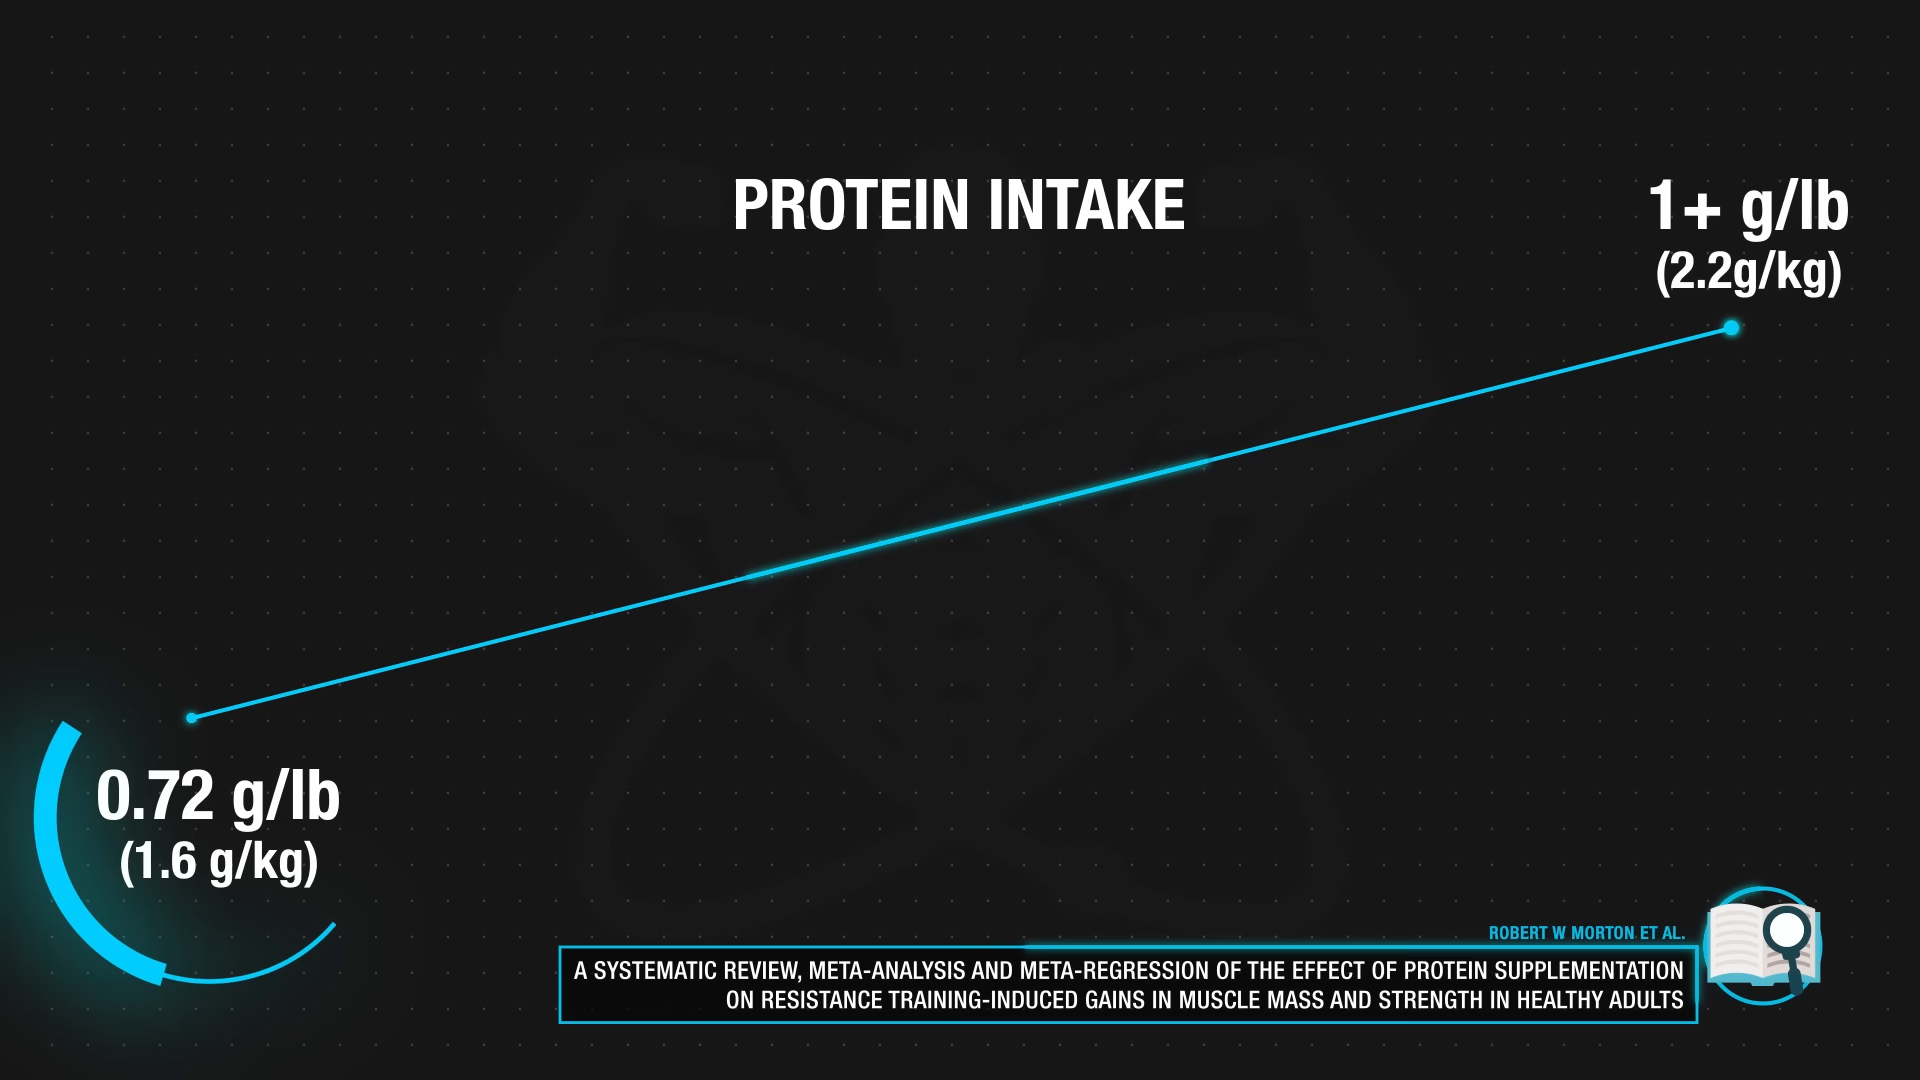 PROTEIN INTAKE
1+ g/lb
(2.2g/kg)
0.72 g/lb
(1.6 g/kg)
ROBERT W MORTON ET AL.
A SYSTEMATIC REVIEW, META-ANALYSIS AND META-REGRESSION OF THE EFFECT OF PROTEIN SUPPLEMENTATION
ON RESISTANCE TRAINING-INDUCED GAINS IN MUSCLE MASS AND STRENGTH IN HEALTHY ADULTS